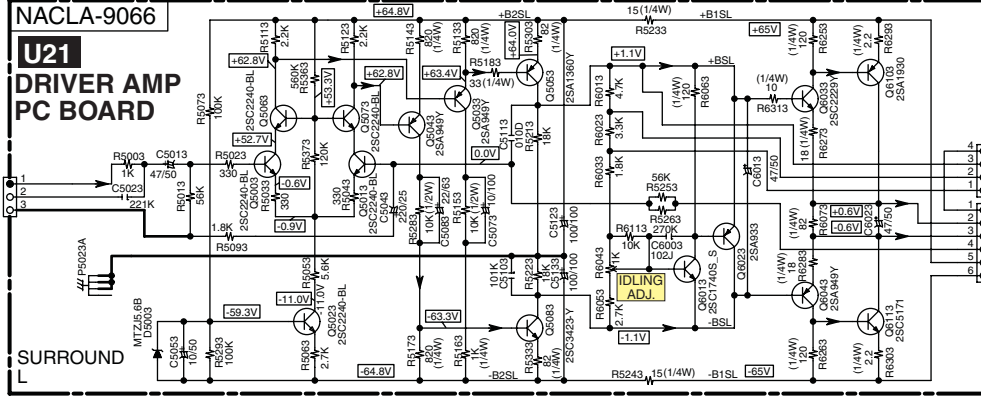 NACLA-9066
U21
DRIVER AMP
PC BOARD
SURROUND
L
+64.8V
+B2SL
15 (1/4W)
R5233
+B1SL
+65V
R5113
2.2K
R5123
2.2K
R5143
820
(1/4W)
R5133
820
(1/4W)
+64.0V
R5303
82
(1/4W)
(1/4W)
120
R6253
(1/4W)
2.2
R6293
+62.8V
560K
R5363
+53.3V
+62.8V
+63.4V
R5183
33 (1/4W)
Q5053
2SA1360Y
+1.1V
+BSL
R5073
100K
2SC2240-BL
Q5063
Q5073
2SC2240-BL
Q5043
2SA949Y
Q5093
2SA949Y
C5113
010D
R5213
18K
R6013
4.7K
(1/4W)
120
R6063
(1/4W)
10
R6313
Q6033
2SC2229Y
Q6103
2SA1930
R6023
3.3K
R6273
18 (1/4W)
+52.7V
R5373
120K
0.0V
R6033
1.8K
C6013
47/50
R5003
1K
C5013
47/50
R5023
330
C5023
221K
R5013
56K
Q5003
2SC2240-BL
R5033
330
-0.6V
-0.9V
330
R5043
Q5013
2SC2240-BL
C5043
220/25
R5283
10K (1/2W)
C5083
22/63
R5153
10K (1/2W)
C5073
10/100
C5123
100/100
56K
R5253
R5263
270K
R6113
10K
C6003
102J
(1/4W)
82
R6073
+0.6V
-0.6V
C6023
47/50
1.8K
R5093
1
2
3
P5023A
R5053
5.6K
101K
C5103
R5223
18K
C5133
100/100
R6043
1K
IDLING
ADJ.
Q6013
2SC1740S_S
Q6023
2SA933
(1/4W)
18
R6283
Q6043
2SA949Y
R6053
2.7K
MTZJ5.6B
D5003
-59.3V
-11.0V
-11.0V
Q5023
2SC2240-BL
-63.3V
Q5083
2SC3423-Y
-1.1V
-BSL
Q6113
2SC5171
C5053
10/50
R5293
100K
R5063
2.7K
R5173
820
(1/4W)
R5163
1K
(1/4W)
R5333
82
(1/4W)
(1/4W)
120
R6263
(1/4W)
2.2
R6303
-64.8V
-B2SL
R5243
15 (1/4W)
-B1SL
-65V
4
3
2
1
1
2
3
4
5
6